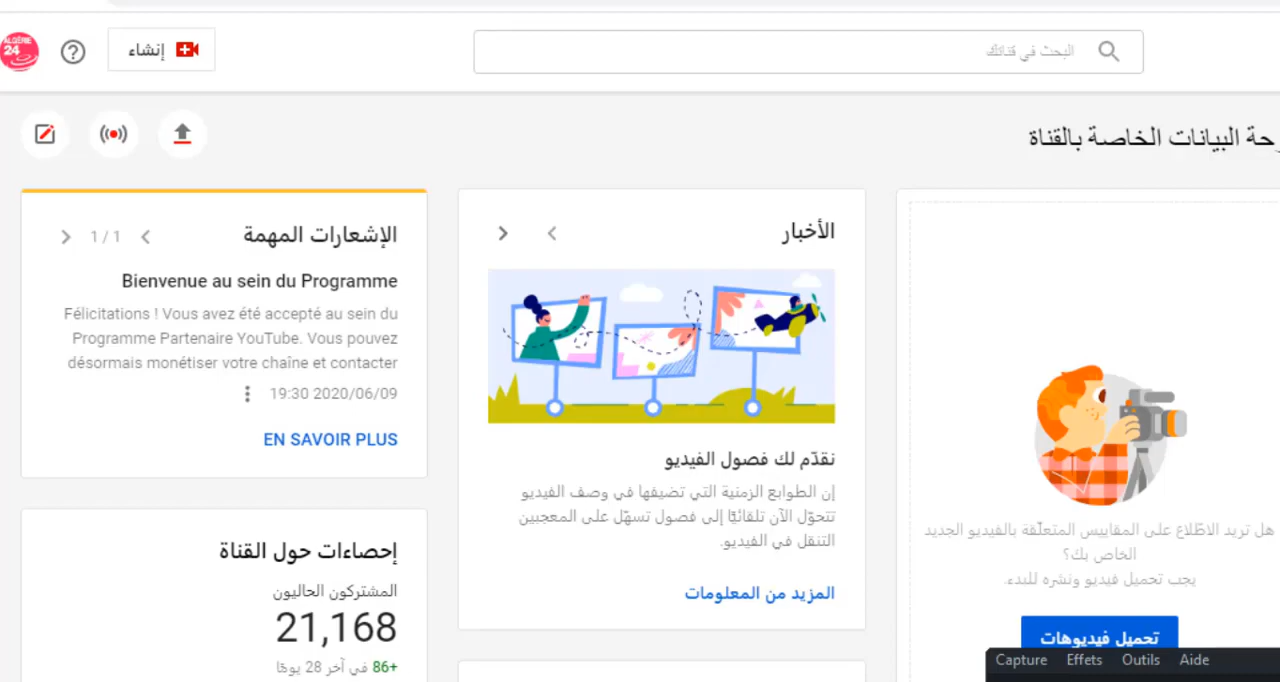 ALGÉRIE
24
إنشاء
البحث في قناتك
حة البيانات الخاصة بالقناة
الإشعارات المهمة
1 / 1
Bienvenue au sein du Programme
Félicitations ! Vous avez été accepté au sein du
Programme Partenaire YouTube. Vous pouvez
désormais monétiser votre chaîne et contacter
19:30 2020/06/09
EN SAVOIR PLUS
إحصاءات حول القناة
المشتركون الحاليون
21,168
+86 في آخر 28 يومًا
الأخبار
نقدّم لك فصول الفيديو
إن الطوابع الزمنية التي تضيفها في وصف الفيديو
تتحوّل الآن تلقائيًا إلى فصول تسهّل على المعجبين
التنقل في الفيديو.
المزيد من المعلومات
هل تريد الاطّلاع على المقاييس المتعلّقة بالفيديو الجديد
الخاص بك؟
يجب تحميل فيديو ونشره للبدء.
تحميل فيديوهات
Capture Effets Outils Aide